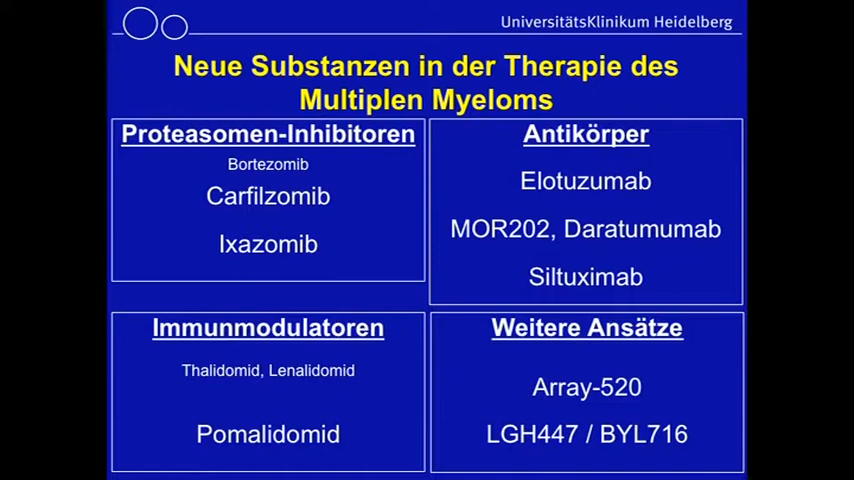 UniversitätsKlinikum Heidelberg
Neue Substanzen in der Therapie des
Multiplen Myeloms
Proteasomen-Inhibitoren
Bortezomib
Carfilzomib
Ixazomib
Antikörper
Elotuzumab
MOR202, Daratumumab
Siltuximab
Immunmodulatoren
Thalidomid, Lenalidomid
Pomalidomid
Weitere Ansätze
Array-520
LGH447 / BYL716